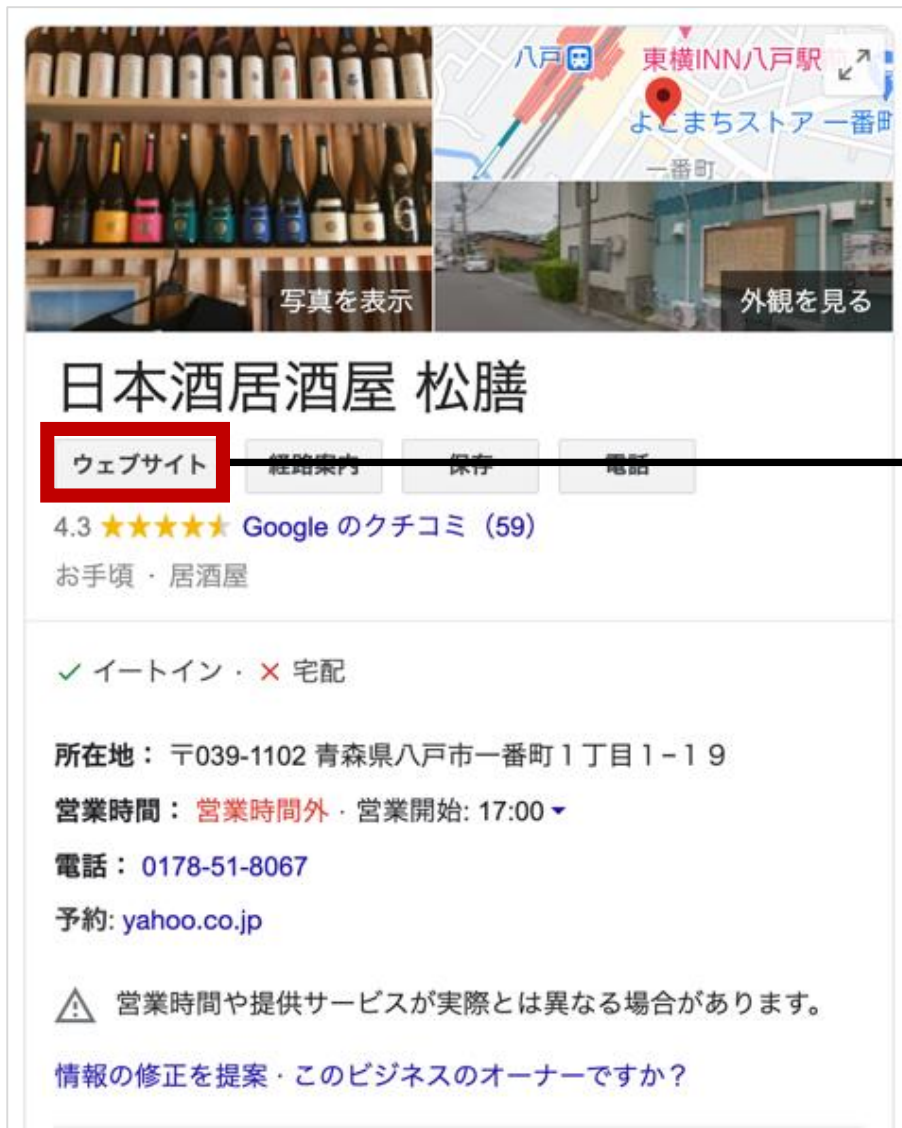 八戸
東横INN八戸駅前
よこまちストア 一番町
一番町
写真を表示
外観を見る
日本酒居酒屋 松膳
ウェブサイト 経路案内 保存 電話
4.3 ★★★★★ Google のクチコミ（59）
お手頃 · 居酒屋
✓ イートイン · × 宅配
所在地： 〒039-1102 青森県八戸市一番町１丁目１−１９
営業時間： 営業時間外 · 営業開始: 17:00
電話： 0178-51-8067
予約: yahoo.co.jp
営業時間や提供サービスが実際とは異なる場合があります。
情報の修正を提案 · このビジネスのオーナーですか？